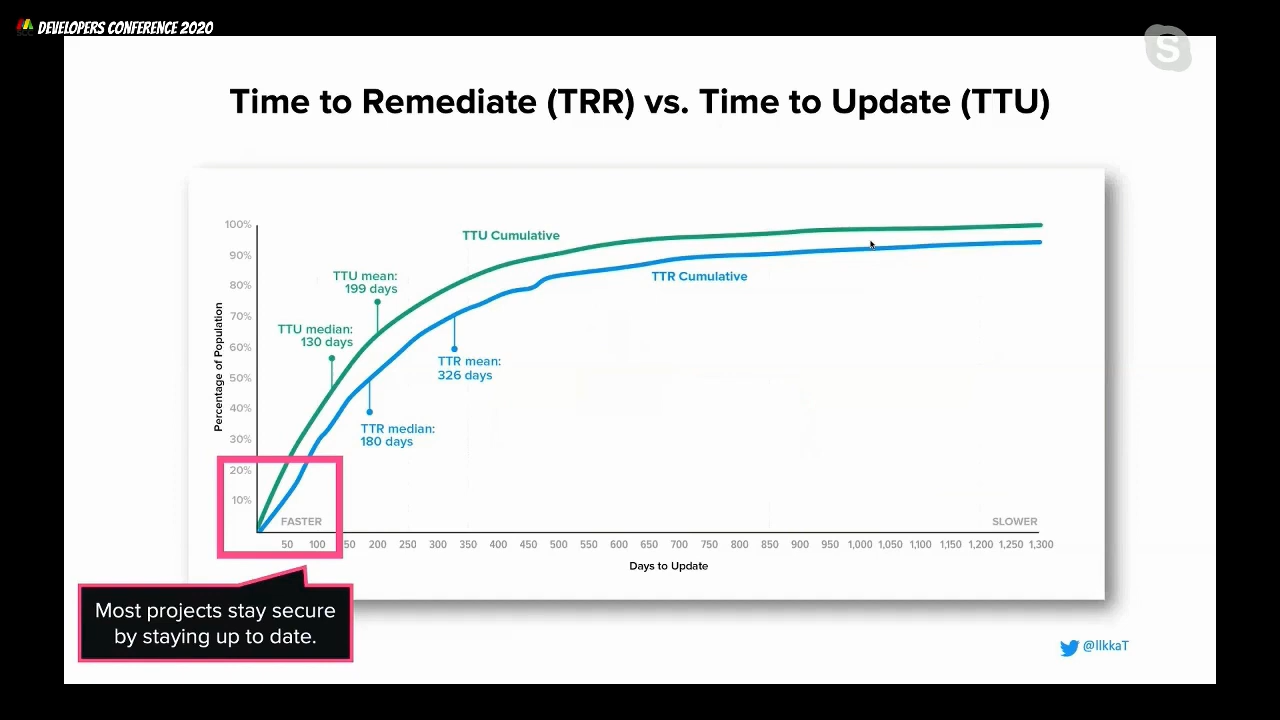 DEVELOPERS CONFERENCE 2020
S
Time to Remediate (TRR) vs. Time to Update (TTU)
100%
90%
80%
70%
60%
50%
40%
30%
20%
10%
Percentage of Population
TTU Cumulative
TTR Cumulative
TTU mean:
199 days
TTU median:
130 days
TTR mean:
326 days
TTR median:
180 days
FASTER
SLOWER
50 100 150 200 250 300 350 400 450 500 550 600 650 700 750 800 850 900 950 1,000 1,050 1,100 1,150 1,200 1,250 1,300
Days to Update
Most projects stay secure
by staying up to date.
@llkkaT